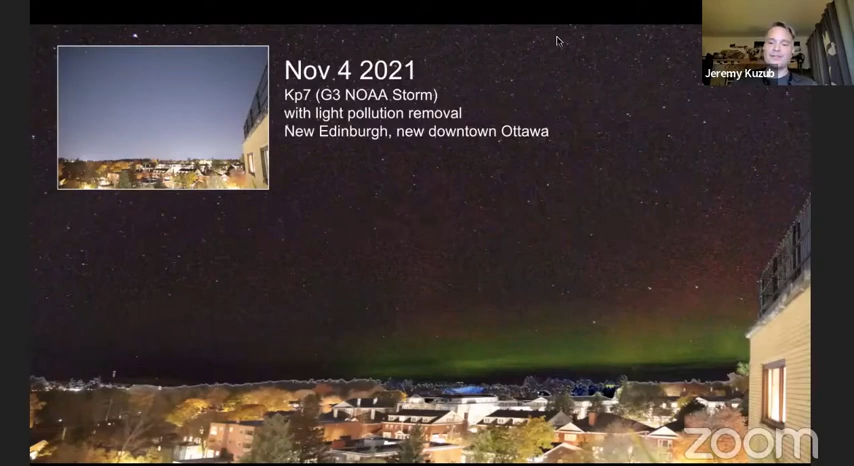 Nov 4 2021
Kp7 (G3 NOAA Storm)
with light pollution removal
New Edinburgh, new downtown Ottawa
Jeremy Kuzub
zoom